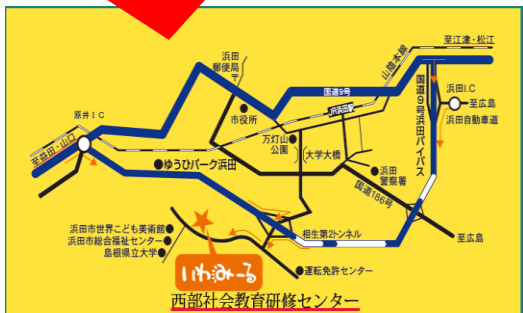 至江津・松江
山陰本線
浜田
郵便局
〒
国道9号
市役所
JR浜田駅
原井IC
至益田・山口
ゆうひパーク浜田
万灯山
公園
大学大橋
国道9号浜田バイパス
浜田I.C
至広島
浜田自動車道
浜田
警察署
国道186号
至広島
浜田市世界こども美術館
浜田市総合福祉センター
島根県立大学
相生第2トンネル
運転免許センター
いわみーる
西部社会教育研修センター